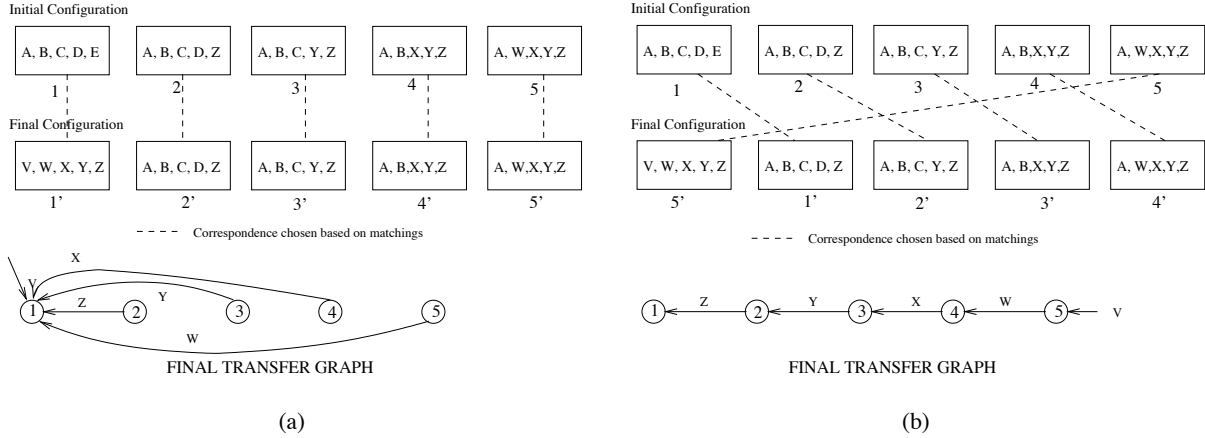 Initial Configuration
A, B, C, D, E
A, B, C, D, Z
A, B, C, Y, Z
A, B,X,Y,Z
A, W,X,Y,Z
1
2
3
4
5
Final Configuration
V, W, X, Y, Z
A, B, C, D, Z
A, B, C, Y, Z
A, B,X,Y,Z
A, W,X,Y,Z
1'
2'
3'
4'
5'
Correspondence chosen based on matchings
X
V
Y
Z
1
2
3
4
5
W
FINAL TRANSFER GRAPH
(a)
Initial Configuration
A, B, C, D, E
A, B, C, D, Z
A, B, C, Y, Z
A, B,X,Y,Z
A, W,X,Y,Z
1
2
3
4
5
Final Configuration
V, W, X, Y, Z
A, B, C, D, Z
A, B, C, Y, Z
A, B,X,Y,Z
A, W,X,Y,Z
5'
1'
2'
3'
4'
Correspondence chosen based on matchings
Z
Y
X
W
1
2
3
4
5
V
FINAL TRANSFER GRAPH
(b)